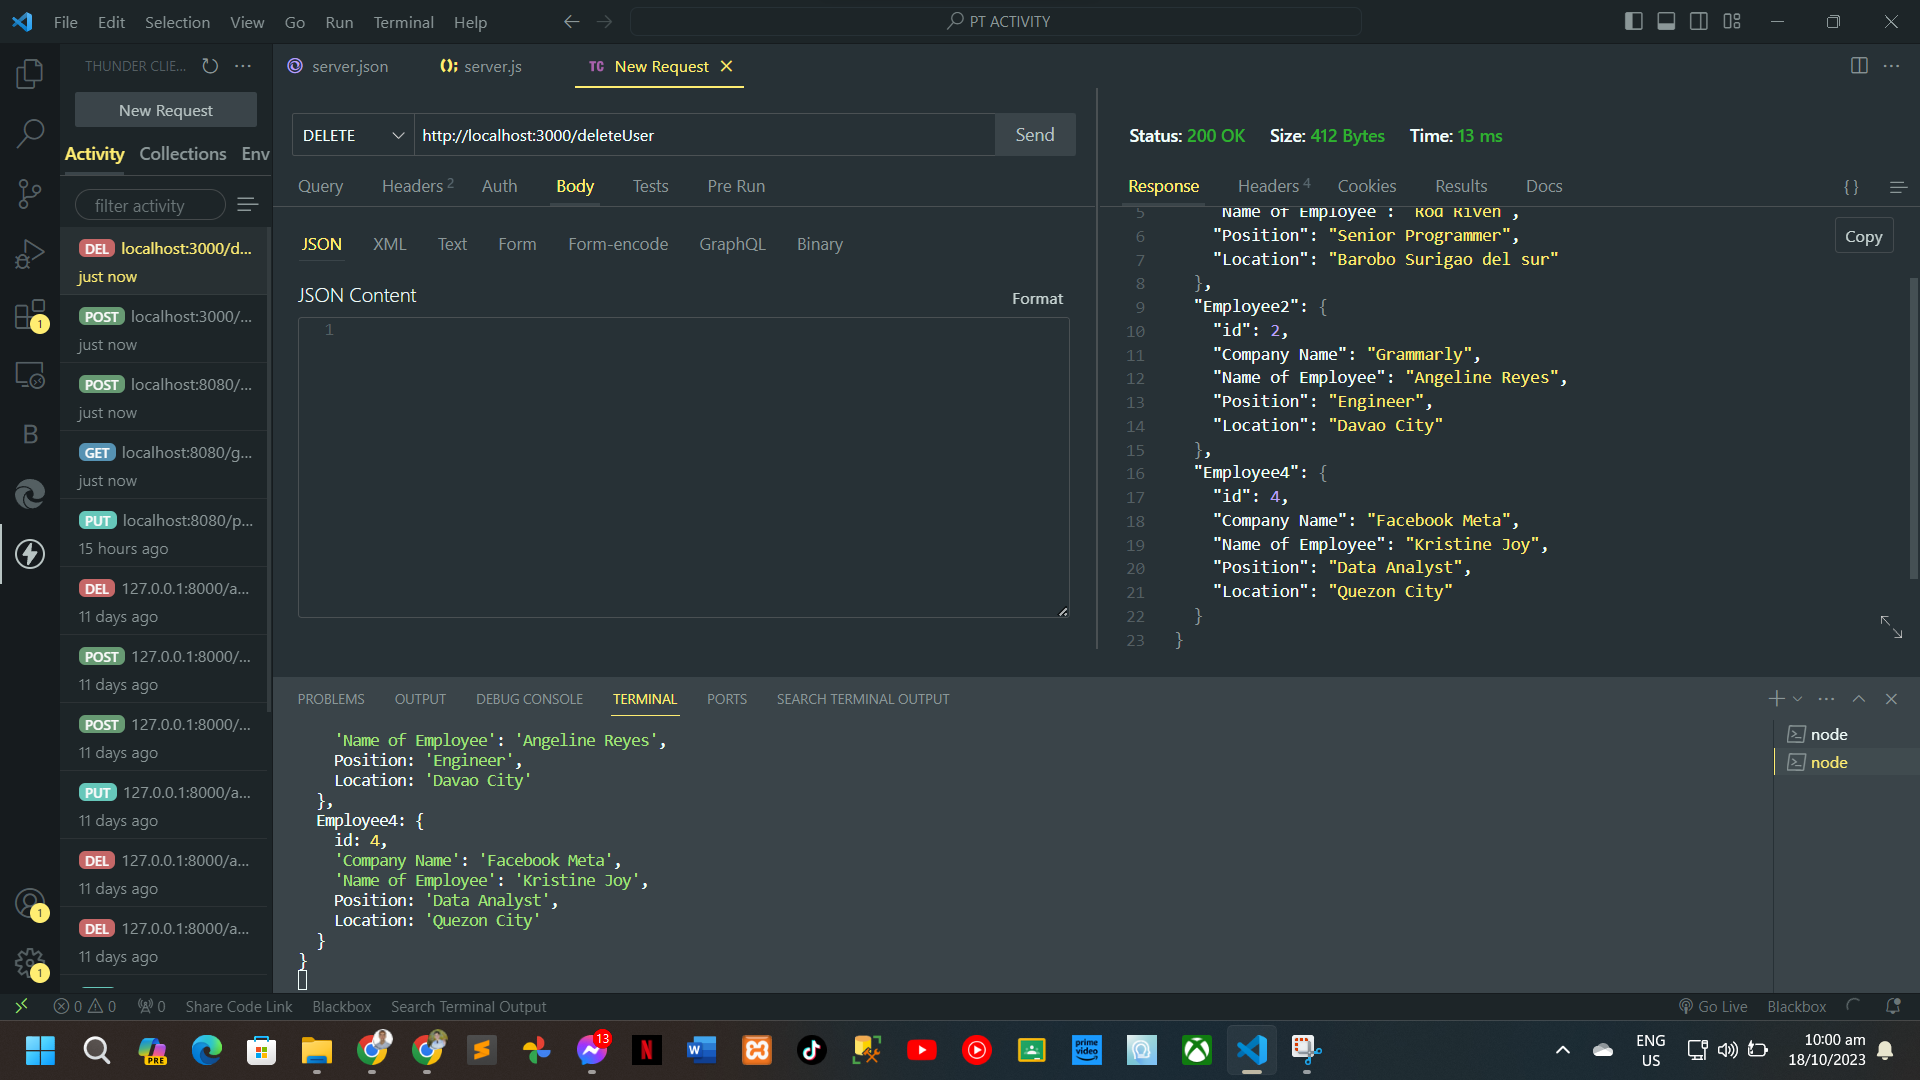 File Edit Selection View Go Run Terminal Help
PT ACTIVITY
THUNDER CLIE...
New Request
Activity Collections Env
filter activity
DEL localhost:3000/d...
just now
POST localhost:3000/...
just now
POST localhost:8080/...
just now
GET localhost:8080/g...
just now
PUT localhost:8080/p...
15 hours ago
DEL 127.0.0.1:8000/a...
11 days ago
POST 127.0.0.1:8000/...
11 days ago
POST 127.0.0.1:8000/...
11 days ago
PUT 127.0.0.1:8000/a...
11 days ago
DEL 127.0.0.1:8000/a...
11 days ago
DEL 127.0.0.1:8000/a...
11 days ago
server.json server.js TC New Request
DELETE http://localhost:3000/deleteUser Send
Query Headers 2 Auth Body Tests Pre Run
JSON XML Text Form Form-encode GraphQL Binary
JSON Content
Format
1
Status: 200 OK Size: 412 Bytes Time: 13 ms
Response Headers 4 Cookies Results Docs {}
Copy
5 "Name of Employee": "Rod Riven",
6 "Position": "Senior Programmer",
7 "Location": "Barobo Surigao del sur"
8 },
9 "Employee2": {
10 "id": 2,
11 "Company Name": "Grammarly",
12 "Name of Employee": "Angeline Reyes",
13 "Position": "Engineer",
14 "Location": "Davao City"
15 },
16 "Employee4": {
17 "id": 4,
18 "Company Name": "Facebook Meta",
19 "Name of Employee": "Kristine Joy",
20 "Position": "Data Analyst",
21 "Location": "Quezon City"
22 }
23 }
PROBLEMS OUTPUT DEBUG CONSOLE TERMINAL PORTS SEARCH TERMINAL OUTPUT
'Name of Employee': 'Angeline Reyes',
Position: 'Engineer',
Location: 'Davao City'
},
Employee4: {
id: 4,
'Company Name': 'Facebook Meta',
'Name of Employee': 'Kristine Joy',
Position: 'Data Analyst',
Location: 'Quezon City'
}
}
node
node
0 0 0 Share Code Link Blackbox Search Terminal Output
Go Live Blackbox
PRE
13
prime video
ENG
US
10:00 am
18/10/2023